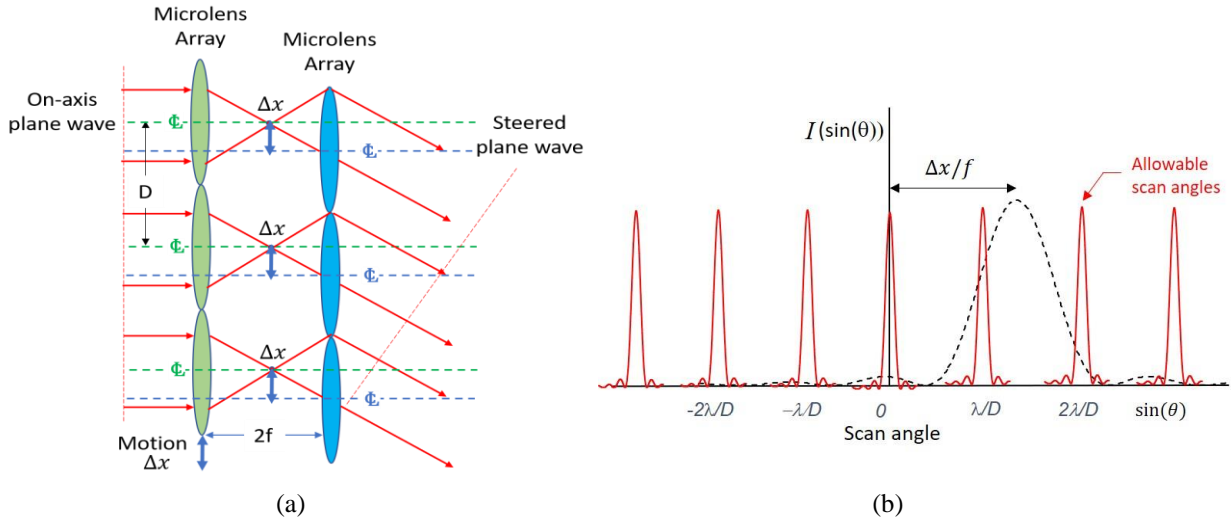 Microlens
Array
Microlens
Array
On-axis
plane wave
Δx
℄
℄
Steered
plane wave
D
Δx
℄
℄
Δx
℄
℄
Motion
Δx
2f
(a)
I(sin(θ))
Δx/f
Allowable
scan angles
-2λ/D
−λ/D
0
λ/D
2λ/D
sin(θ)
Scan angle
(b)